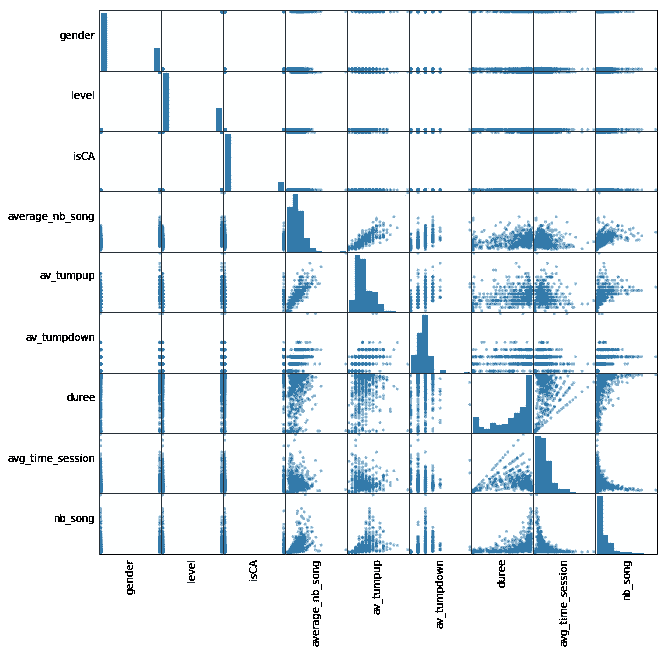 gender
level
isCA
average_nb_song
av_tumpup
av_tumpdown
duree
avg_time_session
nb_song
gender
level
isCA
average_nb_song
av_tumpup
av_tumpdown
duree
avg_time_session
nb_song